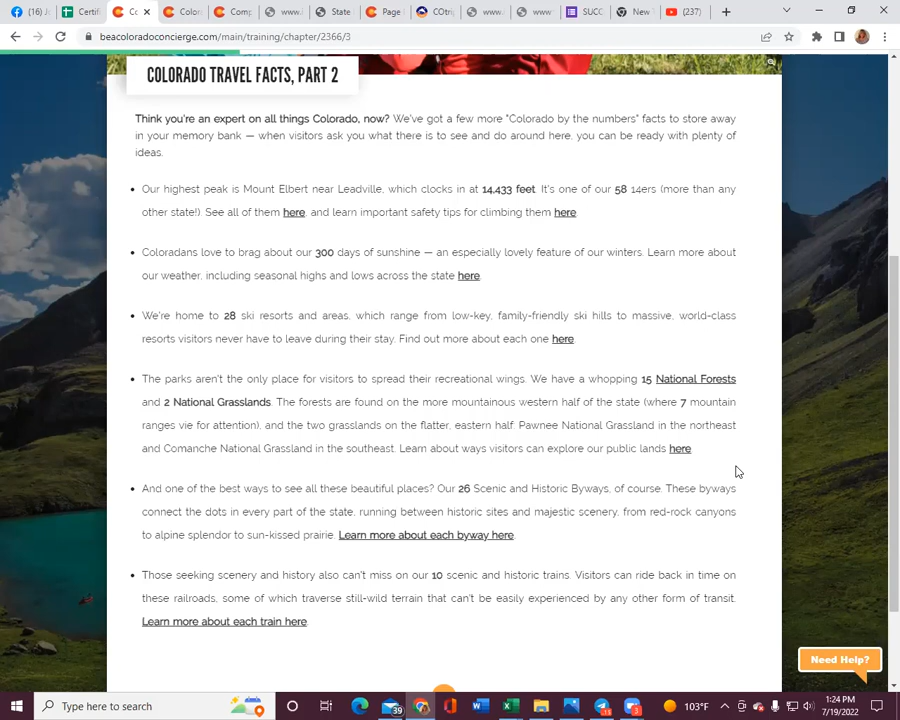 (16) J
Certifi
Co
Color
Comp
www.
State
Page
COtrip
www.
www
SUCC
New
(237)
beacoloradoconcierge.com/main/training/chapter/2366/3
COLORADO TRAVEL FACTS, PART 2
Think you're an expert on all things Colorado, now? We've got a few more "Colorado by the numbers" facts to store away
in your memory bank — when visitors ask you what there is to see and do around here, you can be ready with plenty of
ideas.
• Our highest peak is Mount Elbert near Leadville, which clocks in at 14,433 feet. It's one of our 58 14ers (more than any
other state!). See all of them here, and learn important safety tips for climbing them here.
• Coloradans love to brag about our 300 days of sunshine — an especially lovely feature of our winters. Learn more about
our weather, including seasonal highs and lows across the state here.
• We're home to 28 ski resorts and areas, which range from low-key, family-friendly ski hills to massive, world-class
resorts visitors never have to leave during their stay. Find out more about each one here.
• The parks aren't the only place for visitors to spread their recreational wings. We have a whopping 15 National Forests
and 2 National Grasslands. The forests are found on the more mountainous western half of the state (where 7 mountain
ranges vie for attention), and the two grasslands on the flatter, eastern half: Pawnee National Grassland in the northeast
and Comanche National Grassland in the southeast. Learn about ways visitors can explore our public lands here.
• And one of the best ways to see all these beautiful places? Our 26 Scenic and Historic Byways, of course. These byways
connect the dots in every part of the state, running between historic sites and majestic scenery, from red-rock canyons
to alpine splendor to sun-kissed prairie. Learn more about each byway here.
• Those seeking scenery and history also can't miss on our 10 scenic and historic trains. Visitors can ride back in time on
these railroads, some of which traverse still-wild terrain that can't be easily experienced by any other form of transit.
Learn more about each train here.
Need Help?
Type here to search
39
103°F
1:24 PM
7/19/2022